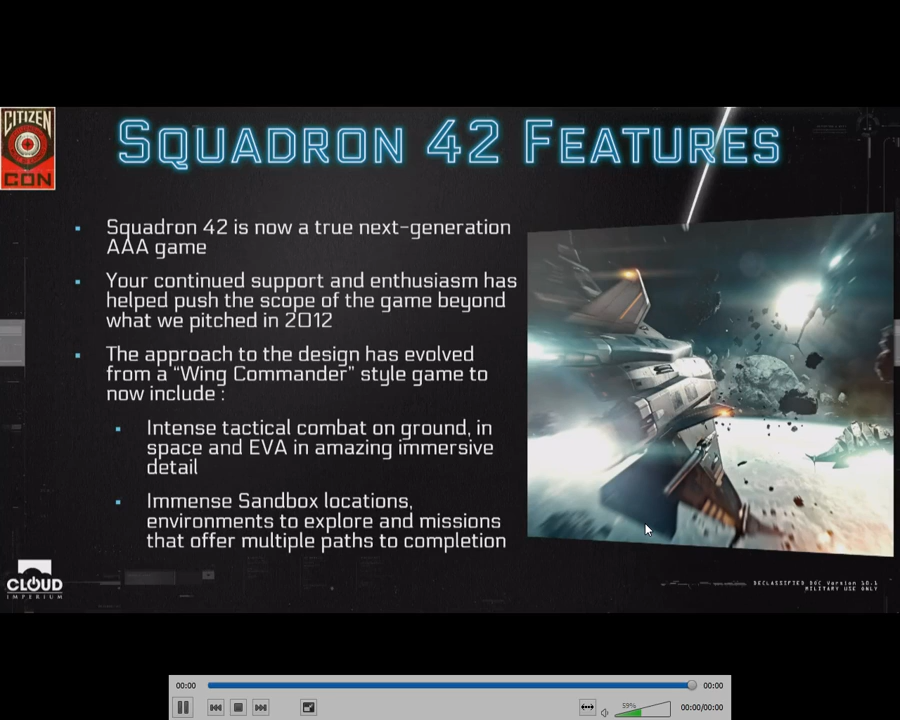 CITIZEN
CON
SQUADRON 42 FEATURES
Squadron 42 is now a true next-generation
AAA game
Your continued support and enthusiasm has
helped push the scope of the game beyond
what we pitched in 2012
The approach to the design has evolved
from a "Wing Commander" style game to
now include :
Intense tactical combat on ground, in
space and EVA in amazing immersive
detail
Immense Sandbox locations,
environments to explore and missions
that offer multiple paths to completion
CLOUD
IMPERIUM
DECLASSIFIED DOC Version 10.1
MILITARY USE ONLY
00:00
00:00
59%
00:00/00:00